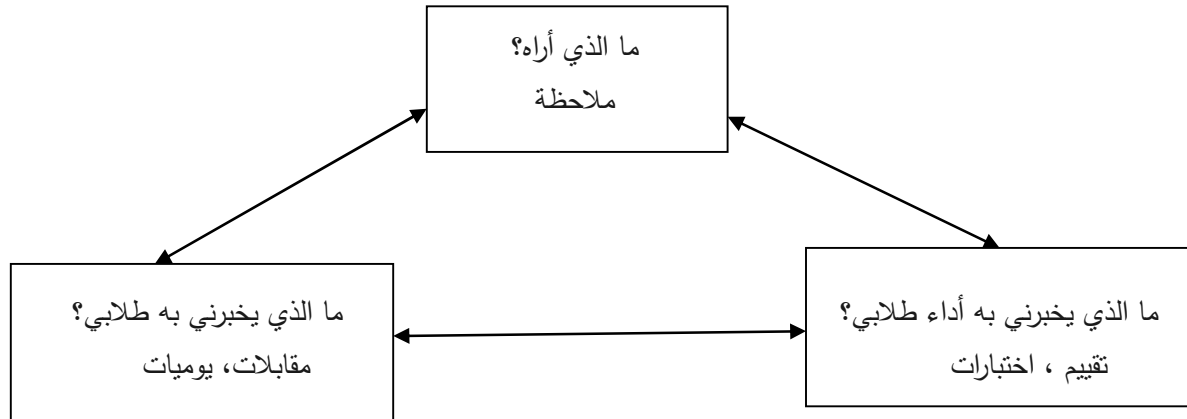 ما الذي أراه؟
ملاحظة
ما الذي يخبرني به أداء طلابي؟
تقييم ، اختبارات
ما الذي يخبرني به طلابي؟
مقابلات، يوميات